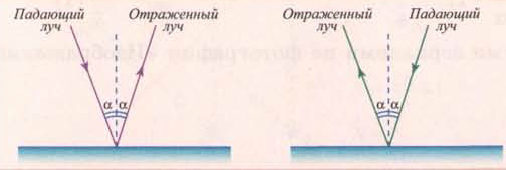 Падающий луч
Отраженный луч
α α
Отраженный луч
Падающий луч
α α